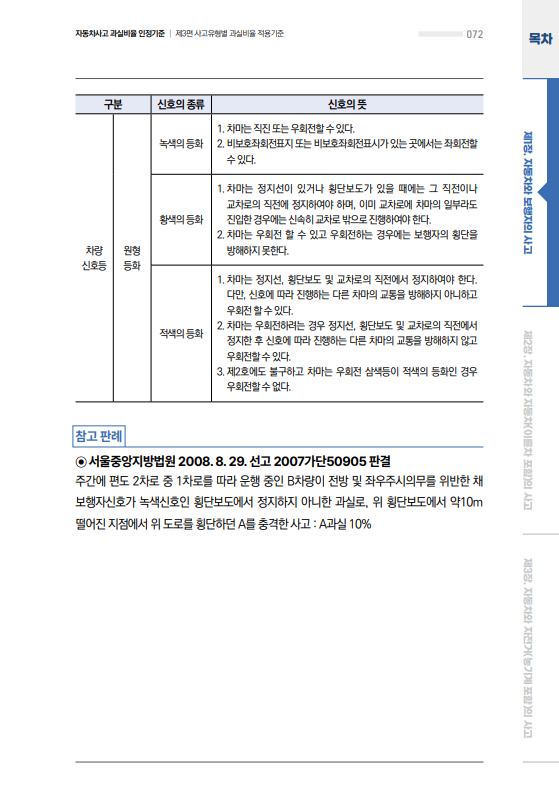 자동차사고 과실비율 인정기준 | 제3편 사고유형별 과실비율 적용기준
072
목차
구분 신호의 종류 신호의 뜻
차량
신호등
원형
등화
녹색의 등화
1. 차마는 직진 또는 우회전할 수 있다.
2. 비보호좌회전표지 또는 비보호좌회전표시가 있는 곳에서는 좌회전할
수 있다.
황색의 등화
1. 차마는 정지선이 있거나 횡단보도가 있을 때에는 그 직전이나
교차로의 직전에 정지하여야 하며, 이미 교차로에 차마의 일부라도
진입한 경우에는 신속히 교차로 밖으로 진행하여야 한다.
2. 차마는 우회전 할 수 있고 우회전하는 경우에는 보행자의 횡단을
방해하지 못한다.
적색의 등화
1. 차마는 정지선, 횡단보도 및 교차로의 직전에서 정지하여야 한다.
다만, 신호에 따라 진행하는 다른 차마의 교통을 방해하지 아니하고
우회전 할 수 있다.
2. 차마는 우회전하려는 경우 정지선, 횡단보도 및 교차로의 직전에서
정지한 후 신호에 따라 진행하는 다른 차마의 교통을 방해하지 않고
우회전할 수 있다.
3. 제2호에도 불구하고 차마는 우회전 삼색등이 적색의 등화인 경우
우회전할 수 없다.
참고 판례
◉ 서울중앙지방법원 2008. 8. 29. 선고 2007가단50905 판결
주간에 편도 2차로 중 1차로를 따라 운행 중인 B차량이 전방 및 좌우주시의무를 위반한 채
보행자신호가 녹색신호인 횡단보도에서 정지하지 아니한 과실로, 위 횡단보도에서 약10m
떨어진 지점에서 위 도로를 횡단하던 A를 충격한 사고 : A과실 10%
제1장. 자동차와 보행자의 사고
제2장. 자동차와 자동차(이륜차 포함)의 사고
제3장. 자동차와 자전거(농기계 포함)의 사고